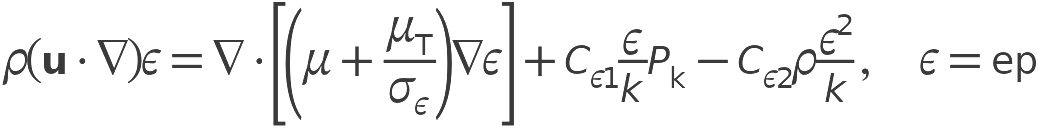 ρ(𝐮 · ∇)ϵ = ∇ · [(μ + μ_T/σ_ϵ)∇ϵ] + C_ϵ1 ϵ/k P_k − C_ϵ2 ρ ϵ²/k ,   ϵ = ep